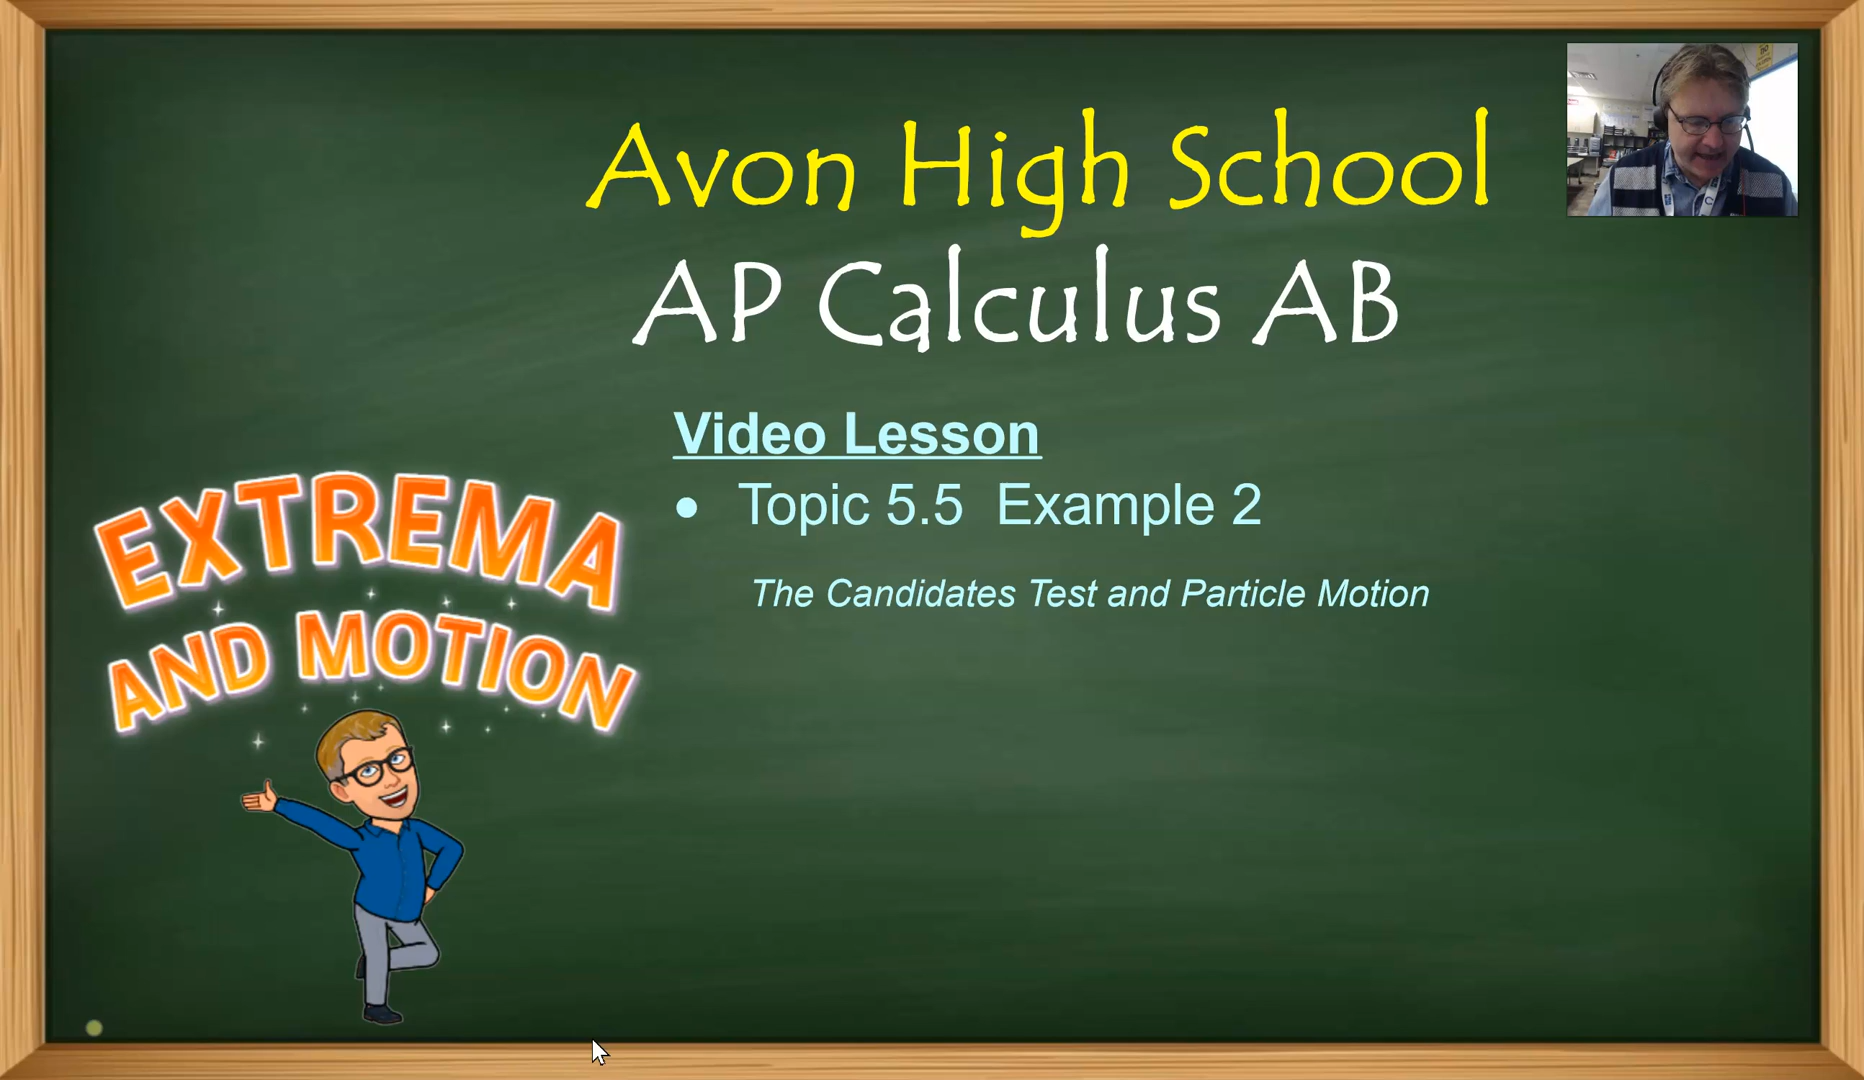 Avon High School
AP Calculus AB
Video Lesson
• Topic 5.5 Example 2
The Candidates Test and Particle Motion
EXTREMA
AND MOTION